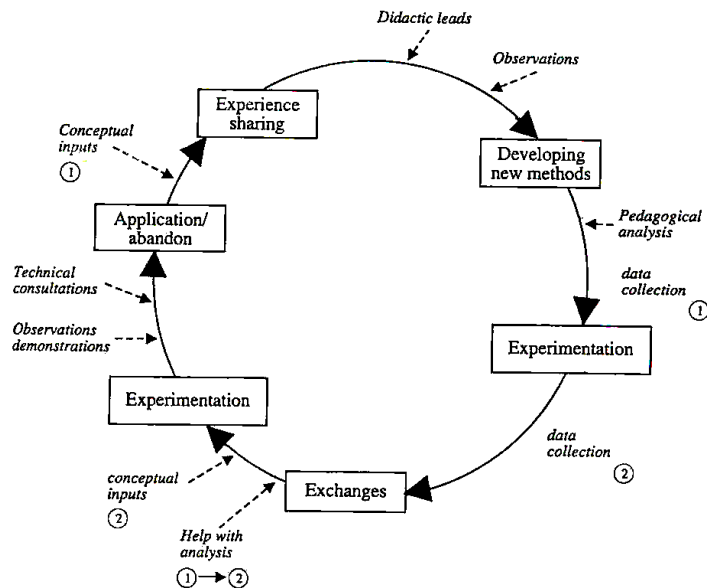 Didactic leads
Observations
Experience
sharing
Conceptual
inputs
①
Developing
new methods
Application/
abandon
Pedagogical
analysis
Technical
consultations
data
collection
①
Observations
demonstrations
Experimentation
Experimentation
data
collection
②
conceptual
inputs
②
Exchanges
Help with
analysis
① ②